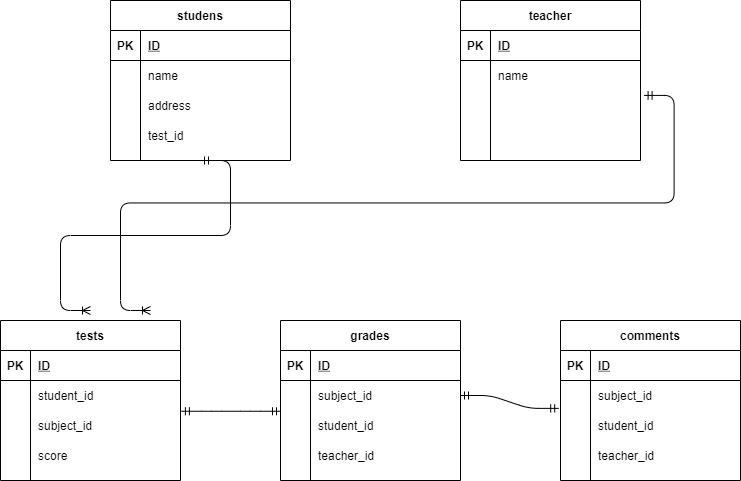 studens
PK ID
name
address
test_id
teacher
PK ID
name
tests
PK ID
student_id
subject_id
score
grades
PK ID
subject_id
student_id
teacher_id
comments
PK ID
subject_id
student_id
teacher_id